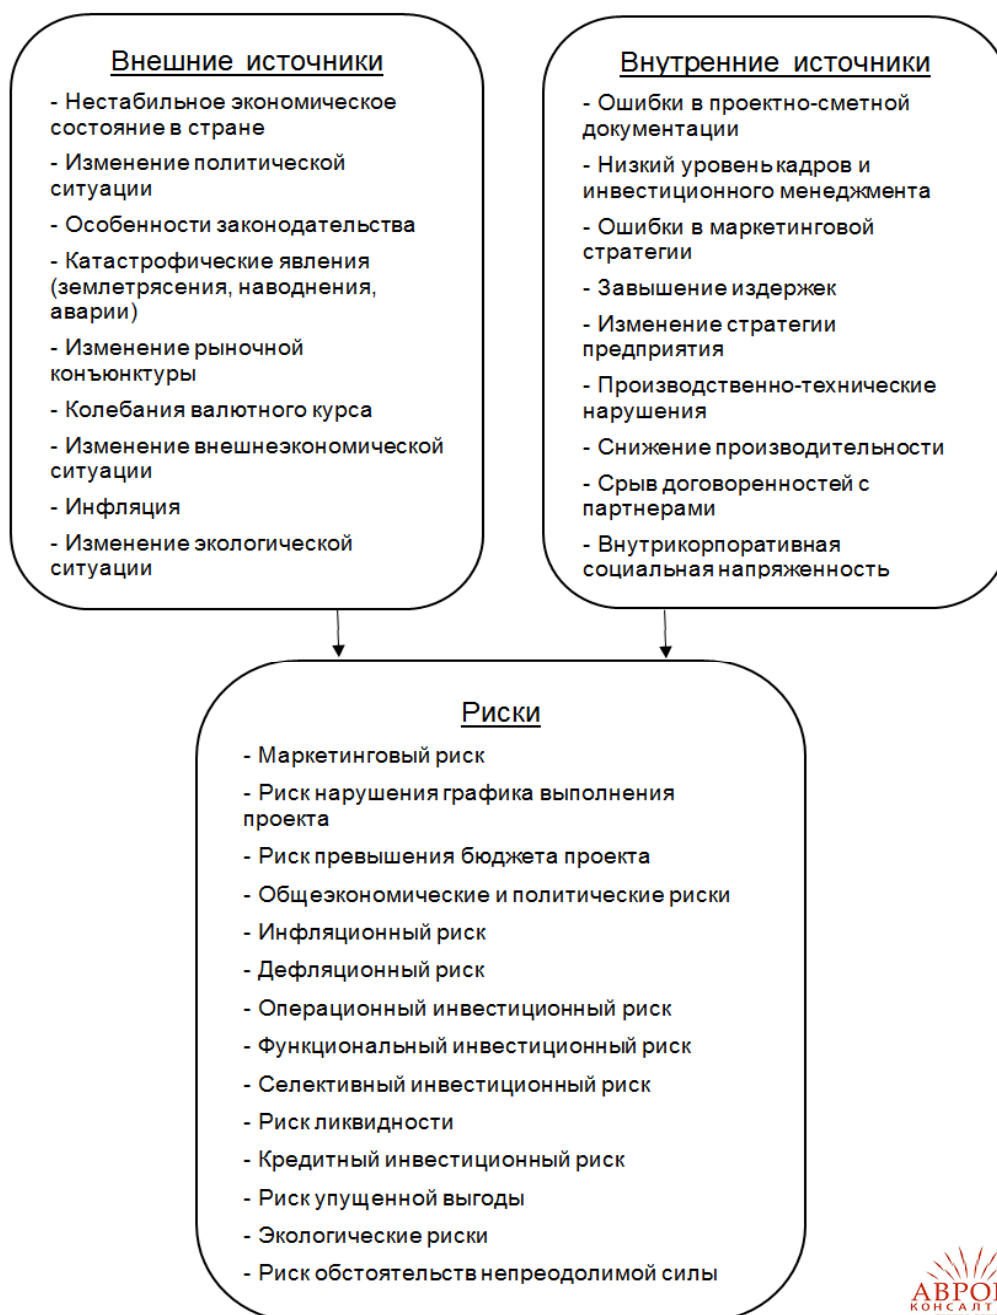 Внешние источники
- Нестабильное экономическое
состояние в стране
- Изменение политической
ситуации
- Особенности законодательства
- Катастрофические явления
(землетрясения, наводнения,
аварии)
- Изменение рыночной
конъюнктуры
- Колебания валютного курса
- Изменение внешнеэкономической
ситуации
- Инфляция
- Изменение экологической
ситуации
Внутренние источники
- Ошибки в проектно-сметной
документации
- Низкий уровень кадров и
инвестиционного менеджмента
- Ошибки в маркетинговой
стратегии
- Завышение издержек
- Изменение стратегии
предприятия
- Производственно-технические
нарушения
- Снижение производительности
- Срыв договоренностей с
партнерами
- Внутрикорпоративная
социальная напряженность
Риски
- Маркетинговый риск
- Риск нарушения графика выполнения
проекта
- Риск превышения бюджета проекта
- Общеэкономические и политические риски
- Инфляционный риск
- Дефляционный риск
- Операционный инвестиционный риск
- Функциональный инвестиционный риск
- Селективный инвестиционный риск
- Риск ликвидности
- Кредитный инвестиционный риск
- Риск упущенной выгоды
- Экологические риски
- Риск обстоятельств непреодолимой силы